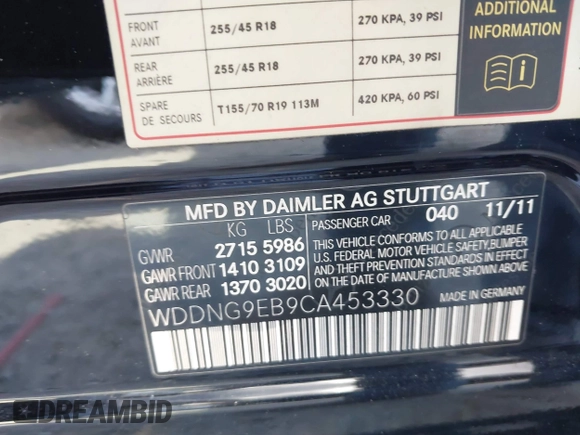 FRONT 255/45 R18 270 KPA, 39 PSI
AVANT
REAR 255/45 R18 270 KPA, 39 PSI
ARRIÈRE
SPARE T155/70 R19 113M 420 KPA, 60 PSI
DE SECOURS
ADDITIONAL
INFORMATION
MFD BY DAIMLER AG STUTTGART
KG LBS PASSENGER CAR 040 11/11
GVWR 2715 5986
GAWR FRONT 1410 3109
GAWR REAR 1370 3020
THIS VEHICLE CONFORMS TO ALL APPLICABLE
U.S. FEDERAL MOTOR VEHICLE SAFETY,BUMPER
AND THEFT PREVENTION STANDARDS IN EFFECT
ON THE DATE OF MANUFACTURE SHOWN ABOVE
WDDNG9EB9CA453330
DREAMBID